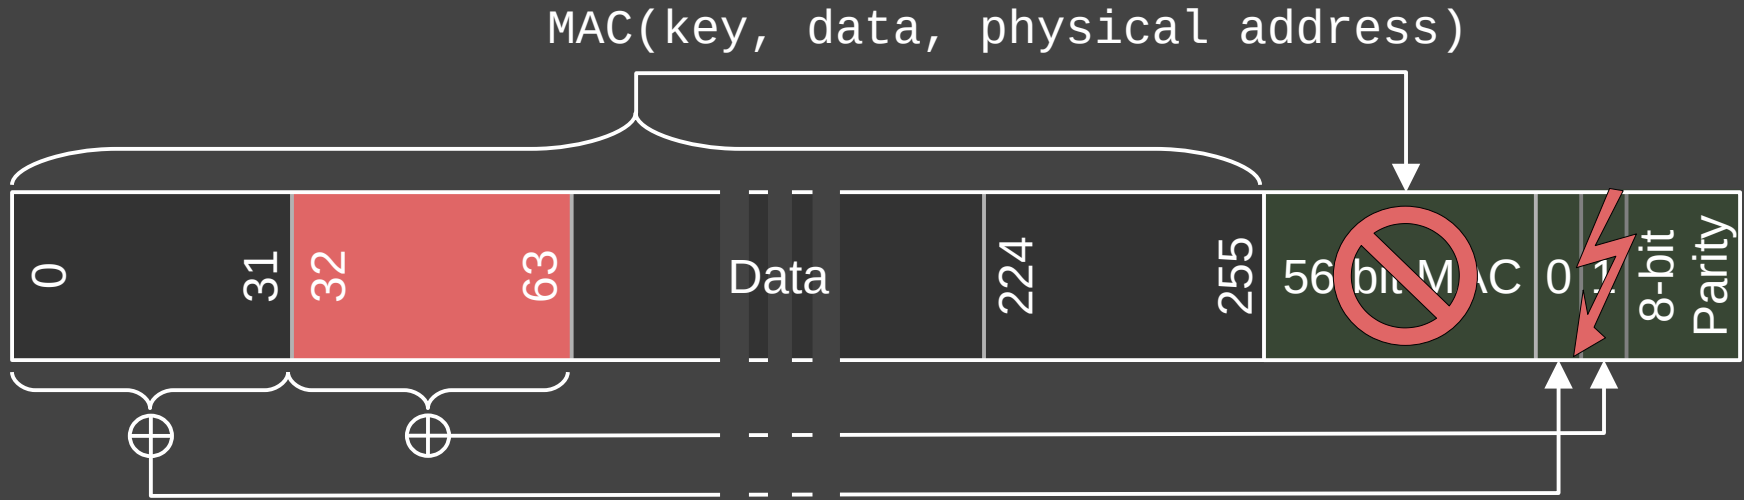 MAC(key, data, physical address)
0
31
32
63
Data
224
255
56-bit MAC
0
1
8-bit
Parity